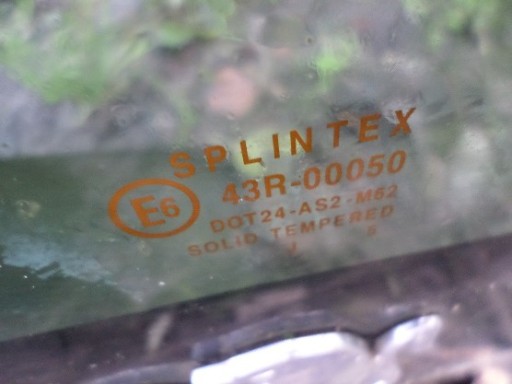 SPLINTEX
E6 43R-00050
DOT24-AS2-M62
SOLID TEMPERED